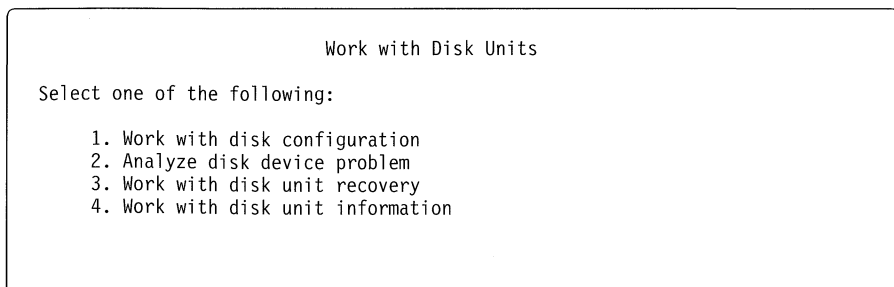 Work with Disk Units
Select one of the following:
1. Work with disk configuration
2. Analyze disk device problem
3. Work with disk unit recovery
4. Work with disk unit information